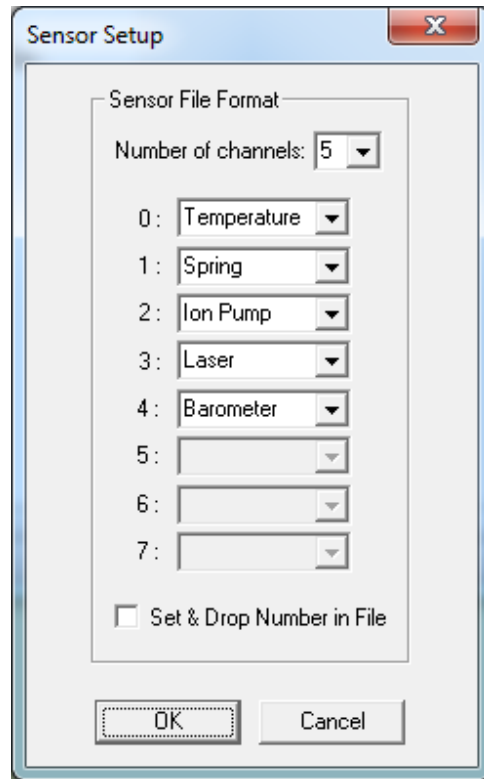 Sensor Setup
Sensor File Format
Number of channels: 5
0: Temperature
1: Spring
2: Ion Pump
3: Laser
4: Barometer
5:
6:
7:
Set & Drop Number in File
OK Cancel